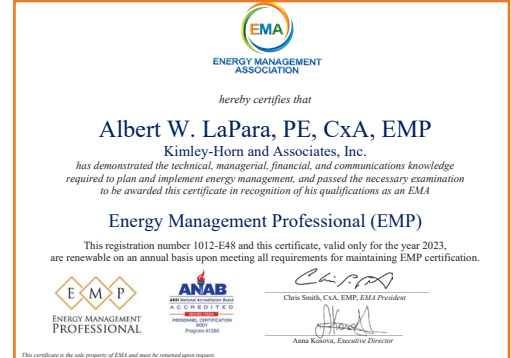 EMA
ENERGY MANAGEMENT
ASSOCIATION
hereby certifies that
Albert W. LaPara, PE, CxA, EMP
Kimley-Horn and Associates, Inc.
has demonstrated the technical, managerial, financial, and communications knowledge
required to plan and implement energy management, and passed the necessary examination
to be awarded this certificate in recognition of his qualifications as an EMA
Energy Management Professional (EMP)
This registration number 1012-E48 and this certificate, valid only for the year 2023,
are renewable on an annual basis upon meeting all requirements for maintaining EMP certification.
E M P
ENERGY MANAGEMENT
PROFESSIONAL
ANAB
ANSI National Accreditation Board
ACCREDITED
PERSONNEL CERTIFICATION
BODY
Program #1260
Chris Smith, CxA, EMP, EMA President
Anna Kosova, Executive Director
This certificate is the sole property of EMA and must be returned upon request.